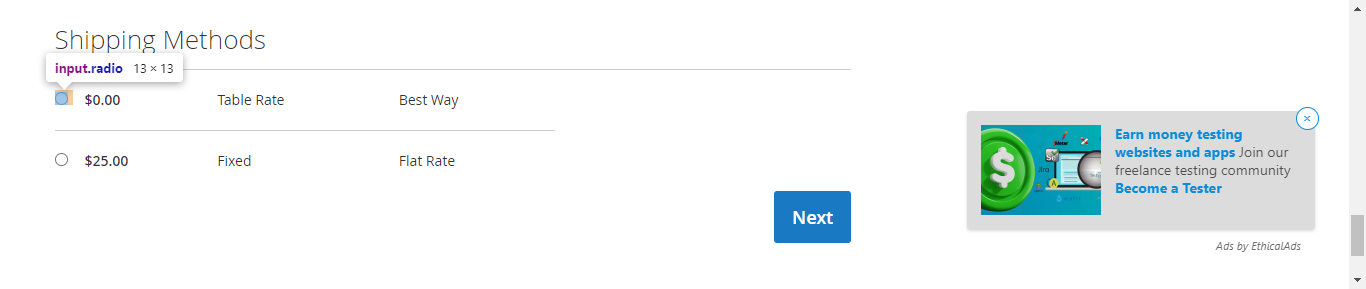 Shipping Methods
input.radio 13 × 13
$0.00 Table Rate Best Way
$25.00 Fixed Flat Rate
Next
Earn money testing
websites and apps Join our
freelance testing community
Become a Tester
Ads by EthicalAds